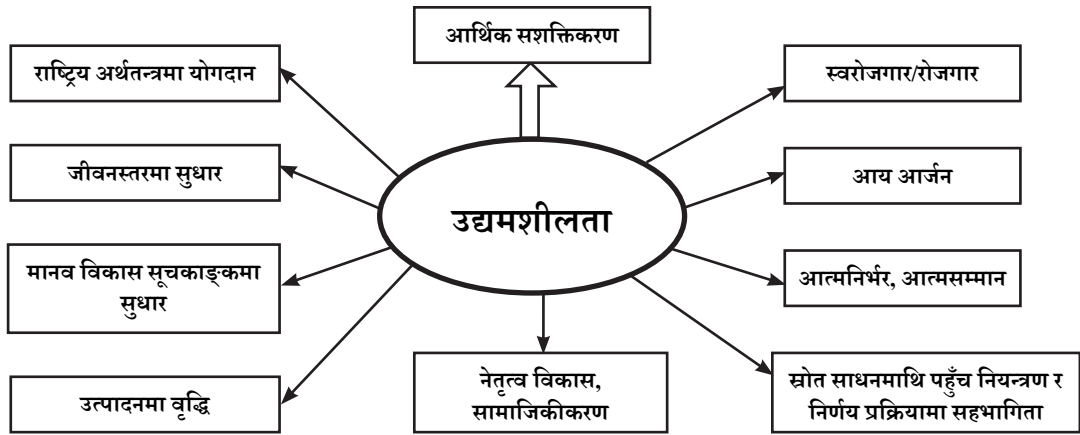 आर्थिक सशक्तिकरण
राष्ट्रिय अर्थतन्त्रमा योगदान
स्वरोजगार/रोजगार
जीवनस्तरमा सुधार
आय आर्जन
उद्यमशीलता
मानव विकास सूचकाङ्कमा
सुधार
आत्मनिर्भर, आत्मसम्मान
उत्पादनमा वृद्धि
नेतृत्व विकास,
सामाजिकीकरण
स्रोत साधनमाथि पहुँच नियन्त्रण र
निर्णय प्रक्रियामा सहभागिता